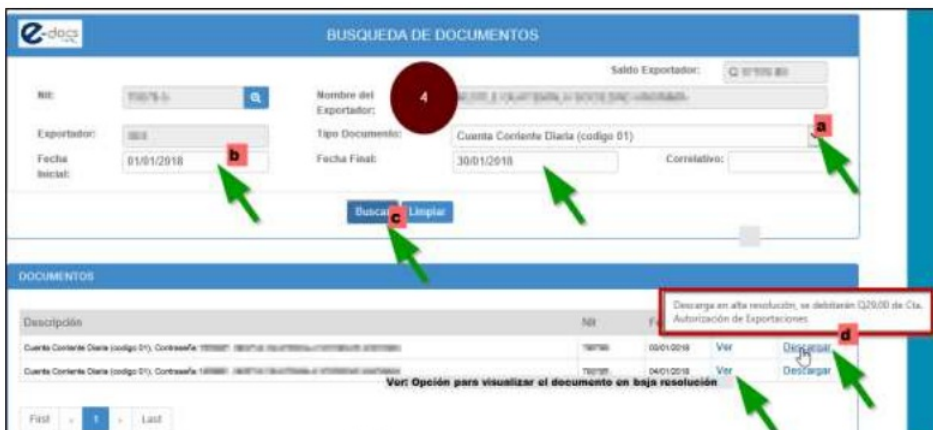 e-docs
BUSQUEDA DE DOCUMENTOS
Saldo Exportador:
Nit:
Nombre del Exportador:
4
Exportador:
Tipo Documento:
Cuenta Corriente Diaria (codigo 01)
a
Fecha Inicial:
01/01/2018
b
Fecha Final:
30/01/2018
Correlativo:
Buscar
c
Limpiar
DOCUMENTOS
Descarga en alta resolución, se debitarán Q29.00 de Cta.
Autorización de Exportaciones
Descripción
Nit
d
Cuenta Corriente Diaria (codigo 01), Contraseña
03/01/2018 Ver Descargar
Cuenta Corriente Diaria (codigo 01), Contraseña
04/01/2018 Ver Descargar
Ver: Opción para visualizar el documento en baja resolución
First « 1 » Last